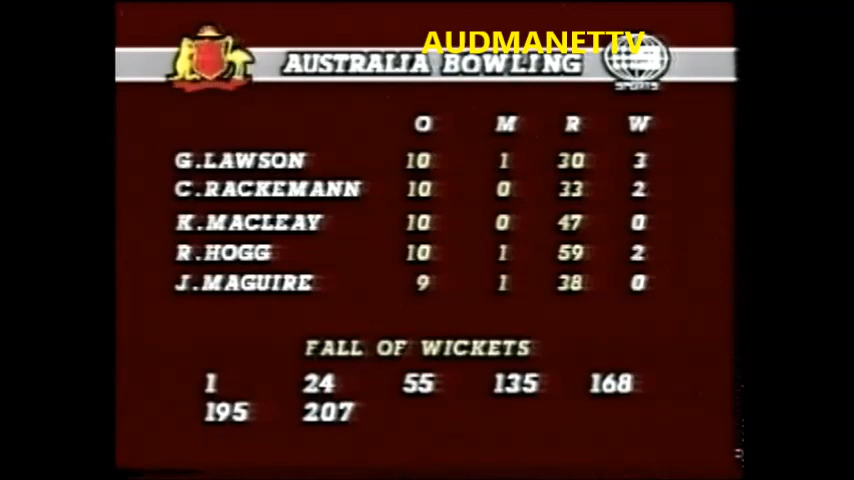 AUDMANETTV
AUSTRALIA BOWLING
SPORTS
O M R W
G.LAWSON 10 1 30 3
C.RACKEMANN 10 0 33 2
K.MACLEAY 10 0 47 0
R.HOGG 10 1 59 2
J.MAGUIRE 9 1 38 0
FALL OF WICKETS
1 24 55 135 168
195 207